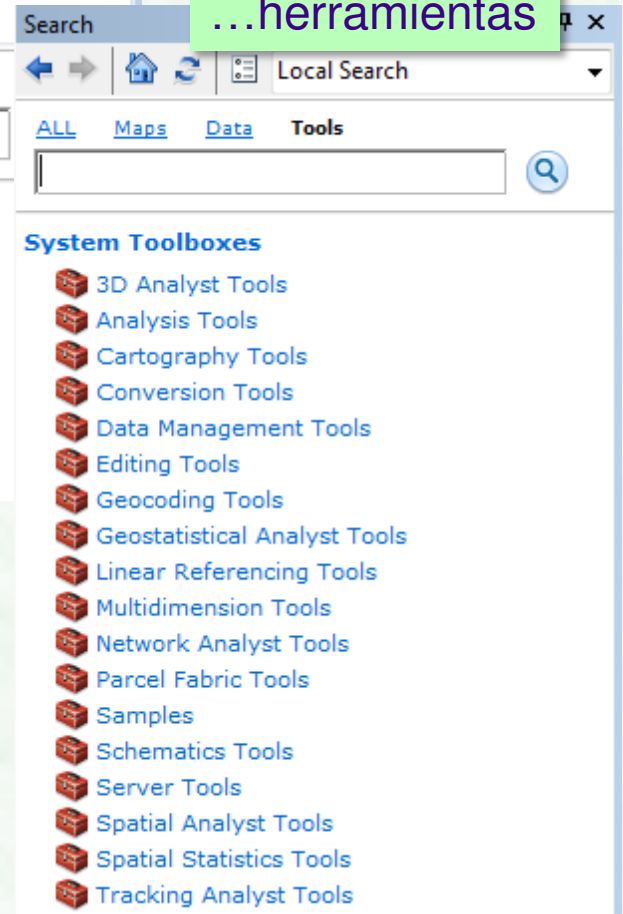 …herramientas
Search
Local Search
ALL Maps Data Tools
System Toolboxes
3D Analyst Tools
Analysis Tools
Cartography Tools
Conversion Tools
Data Management Tools
Editing Tools
Geocoding Tools
Geostatistical Analyst Tools
Linear Referencing Tools
Multidimension Tools
Network Analyst Tools
Parcel Fabric Tools
Samples
Schematics Tools
Server Tools
Spatial Analyst Tools
Spatial Statistics Tools
Tracking Analyst Tools